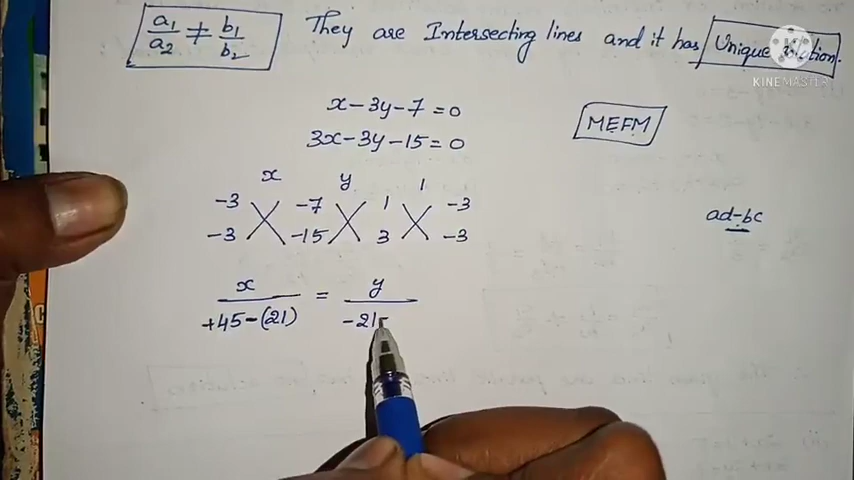 a₁/a₂ ≠ b₁/b₂ They are Intersecting lines and it has Unique Solution.
KINEMASTER
x-3y-7=0
3x-3y-15=0
MEFM
x y 1
-3 -7 1 -3
-3 -15 3 -3
ad-bc
x/+45-(21) = y/-21-